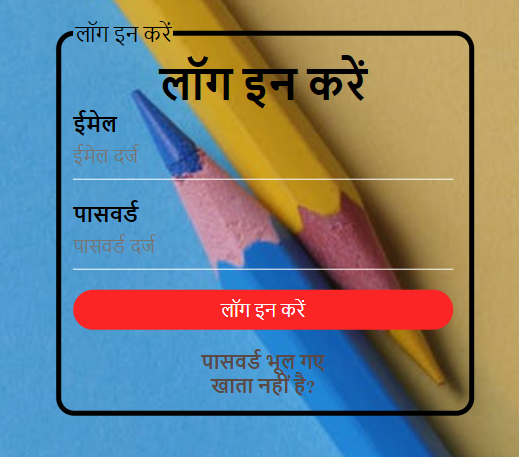 लॉग इन करें
लॉग इन करें
ईमेल
ईमेल दर्ज
पासवर्ड
पासवर्ड दर्ज
लॉग इन करें
पासवर्ड भूल गए
खाता नहीं है?